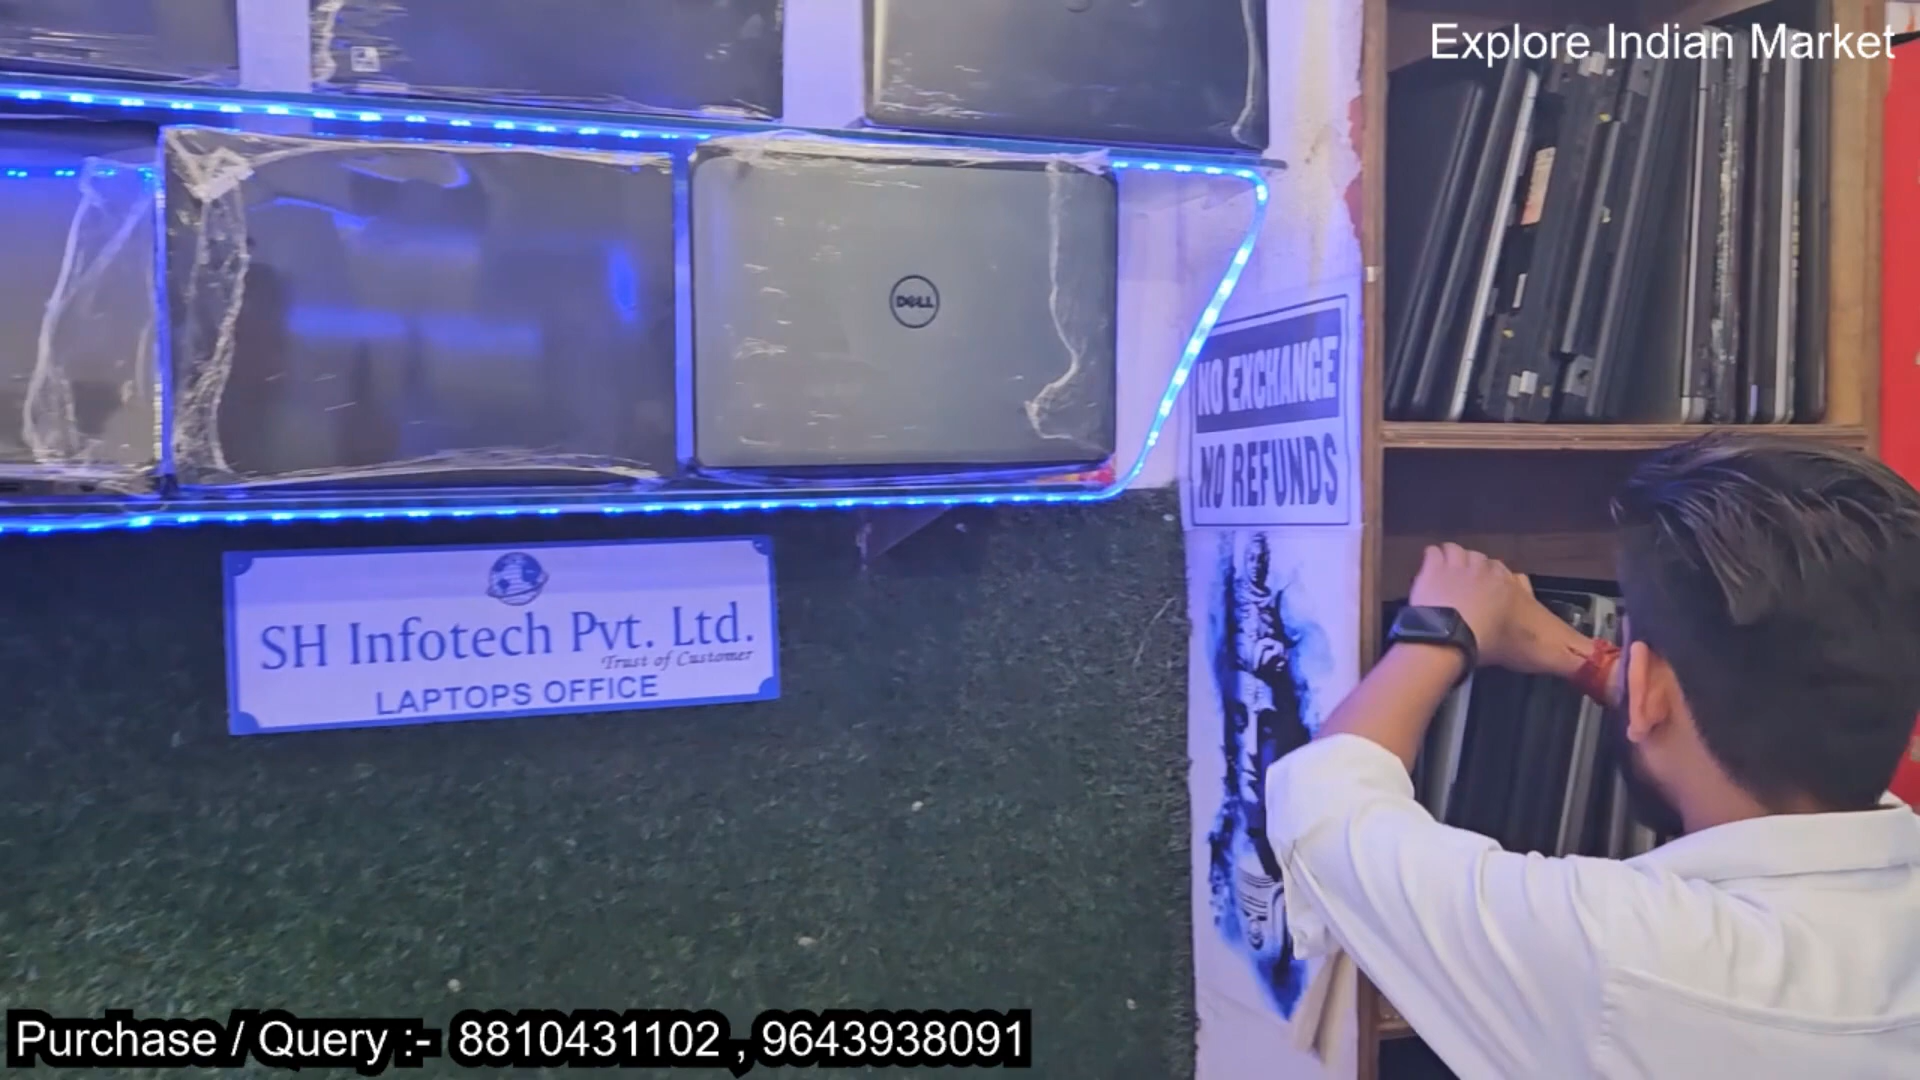 Explore Indian Market
DELL
NO EXCHANGE
NO REFUNDS
SH Infotech Pvt. Ltd.
Trust of Customer
LAPTOPS OFFICE
Purchase / Query :- 8810431102 , 9643938091